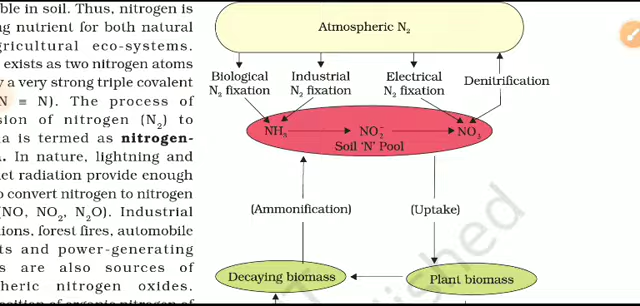 ble in soil. Thus, nitrogen is
ng nutrient for both natural
gricultural eco-systems.
exists as two nitrogen atoms
y a very strong triple covalent
N ≡ N). The process of
sion of nitrogen (N₂) to
a is termed as nitrogen-
. In nature, lightning and
let radiation provide enough
o convert nitrogen to nitrogen
(NO, NO₂, N₂O). Industrial
tions, forest fires, automobile
ts and power-generating
s are also sources of
pheric nitrogen oxides.
Atmospheric N₂
Biological
N₂ fixation
Industrial
N₂ fixation
Electrical
N₂ fixation
Denitrification
NH₃
NO₂⁻
NO₃⁻
Soil 'N' Pool
(Ammonification)
(Uptake)
Decaying biomass
Plant biomass